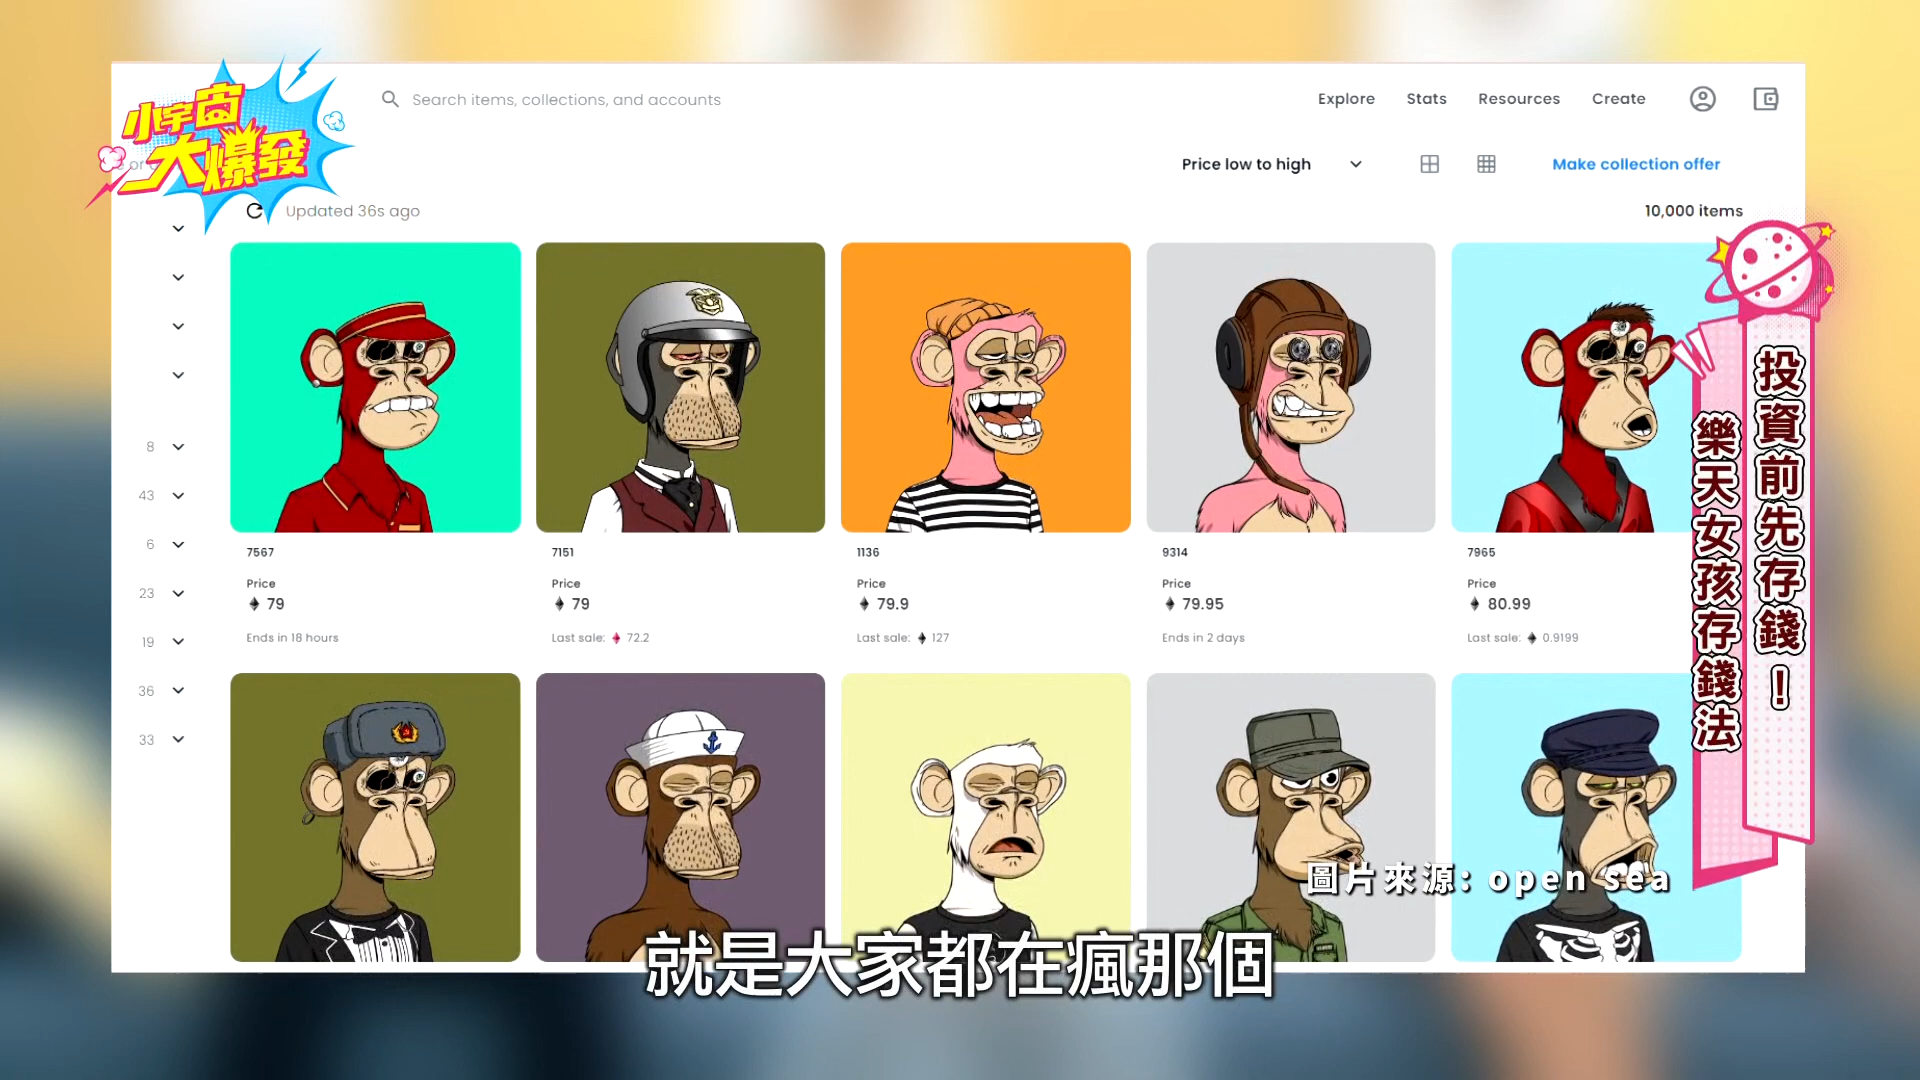 小宇宙
大爆發
Search items, collections, and accounts
Explore
Stats
Resources
Create
Price low to high
Make collection offer
Updated 36s ago
10,000 items
投資前先存錢！
樂天女孩存錢法
8
43
6
23
19
36
33
7567
Price
79
Ends in 18 hours
7151
Price
79
Last sale: 72.2
1136
Price
79.9
Last sale: 127
9314
Price
79.95
Ends in 2 days
7965
Price
80.99
Last sale: 0.9199
圖片來源: open sea
就是大家都在瘋那個